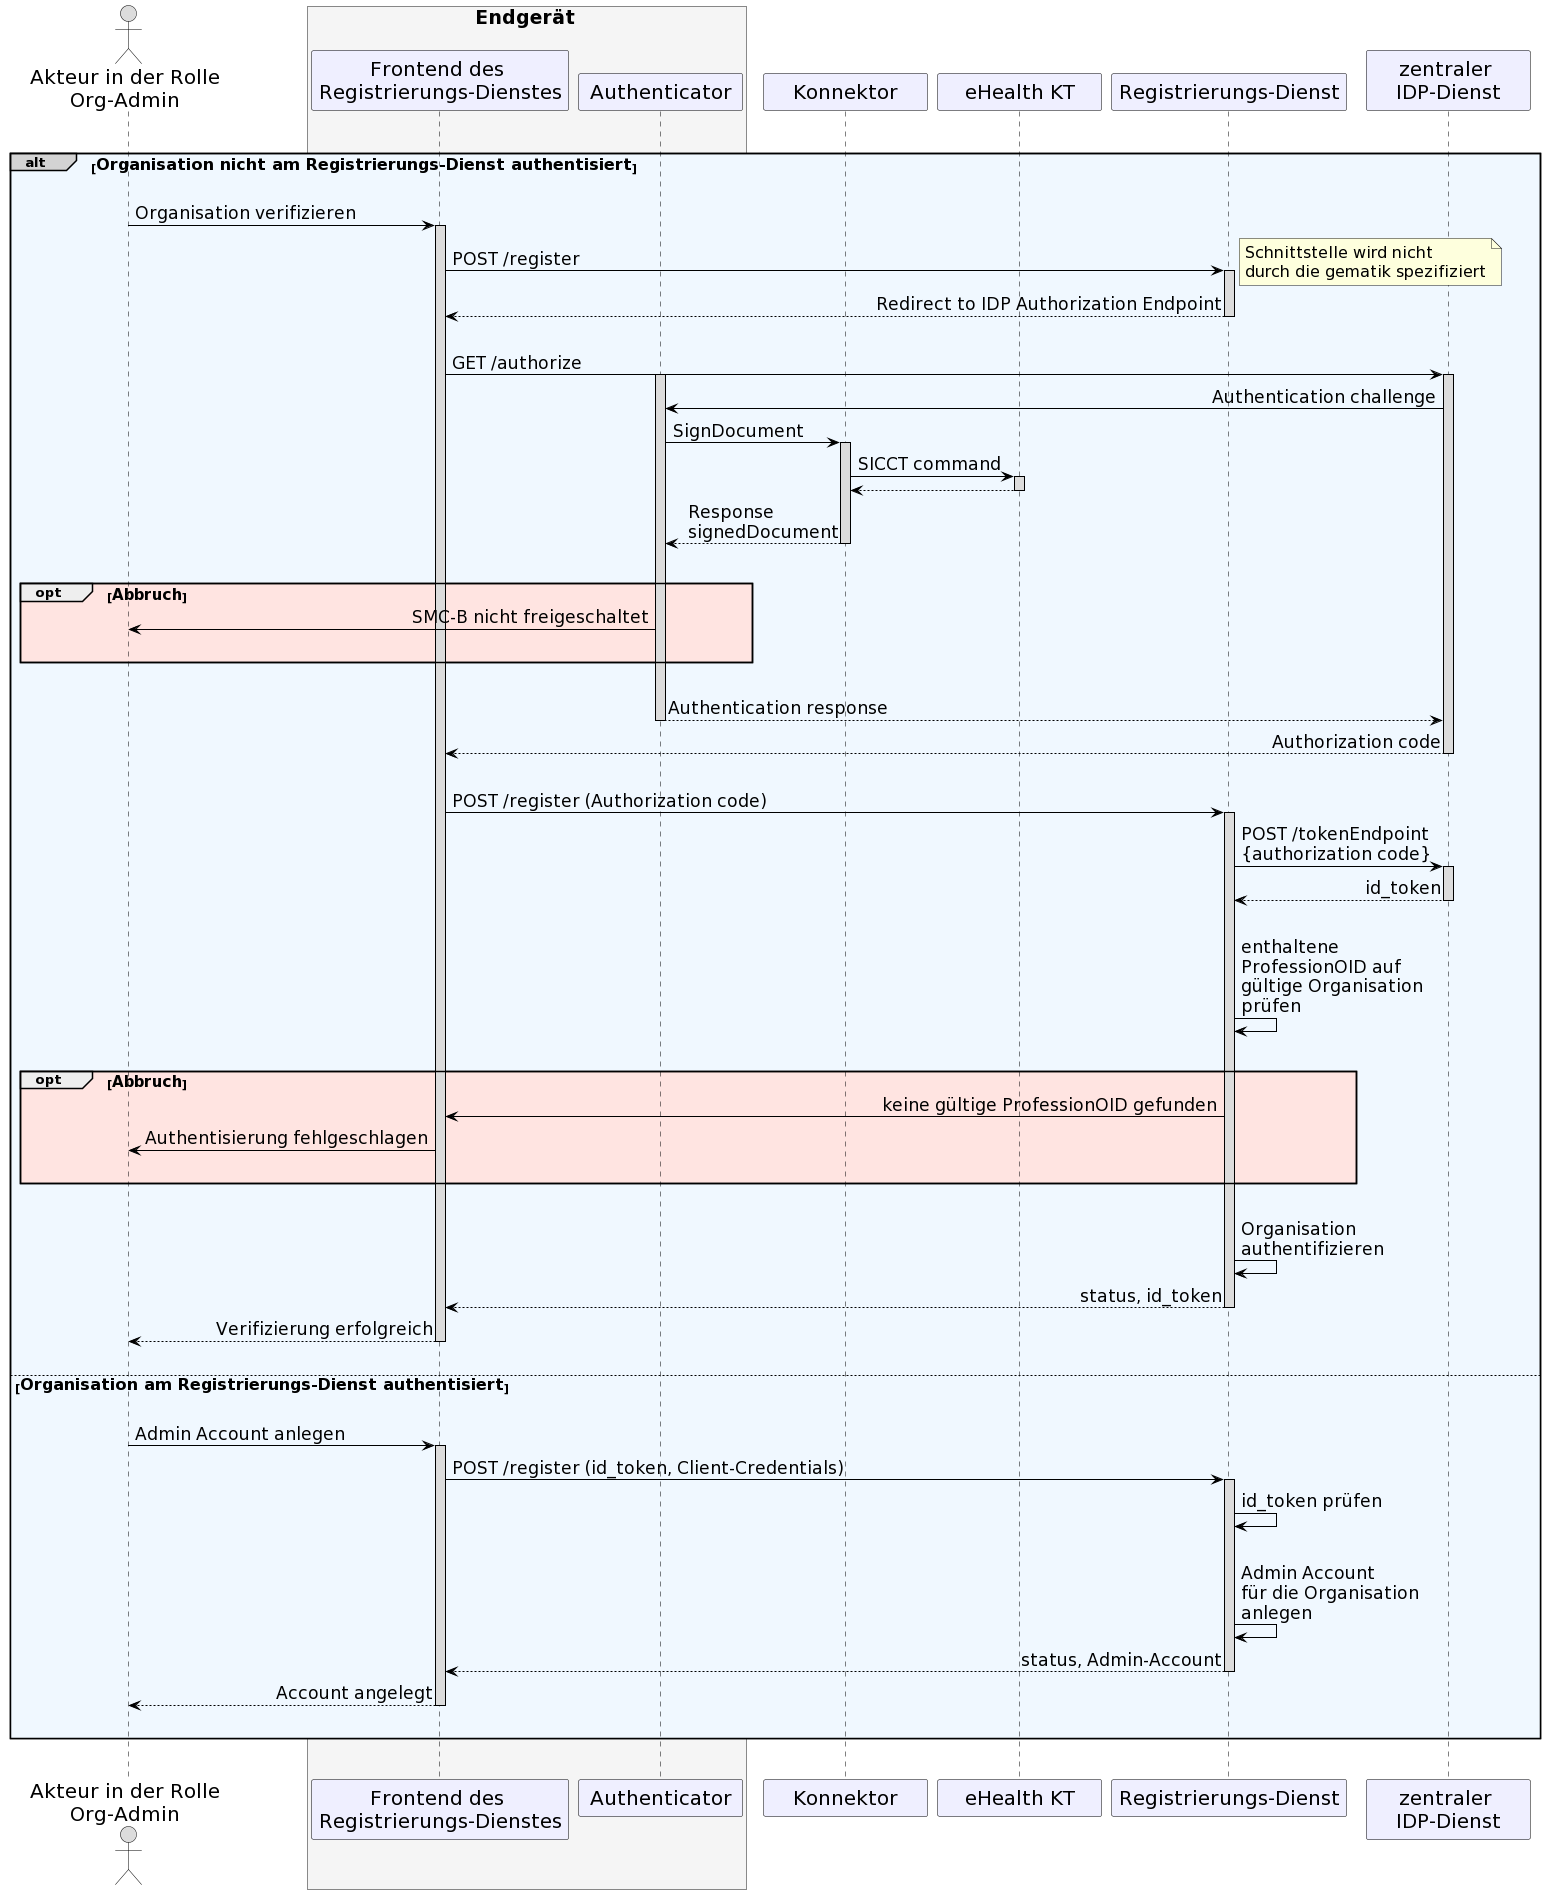 Endgerät
Akteur in der Rolle
Org-Admin
Frontend des
Registrierungs-Dienstes
Authenticator
Konnektor
eHealth KT
Registrierungs-Dienst
zentraler
IDP-Dienst
alt
[Organisation nicht am Registrierungs-Dienst authentisiert]
Organisation verifizieren
POST /register
Schnittstelle wird nicht
durch die gematik spezifiziert
Redirect to IDP Authorization Endpoint
GET /authorize
Authentication challenge
SignDocument
SICCT command
Response
signedDocument
opt
[Abbruch]
SMC-B nicht freigeschaltet
Authentication response
Authorization code
POST /register (Authorization code)
POST /tokenEndpoint
{authorization code}
id_token
enthaltene
ProfessionOID auf
gültige Organisation
prüfen
opt
[Abbruch]
keine gültige ProfessionOID gefunden
Authentisierung fehlgeschlagen
Organisation
authentifizieren
status, id_token
Verifizierung erfolgreich
[Organisation am Registrierungs-Dienst authentisiert]
Admin Account anlegen
POST /register (id_token, Client-Credentials)
id_token prüfen
Admin Account
für die Organisation
anlegen
status, Admin-Account
Account angelegt
Akteur in der Rolle
Org-Admin
Frontend des
Registrierungs-Dienstes
Authenticator
Konnektor
eHealth KT
Registrierungs-Dienst
zentraler
IDP-Dienst